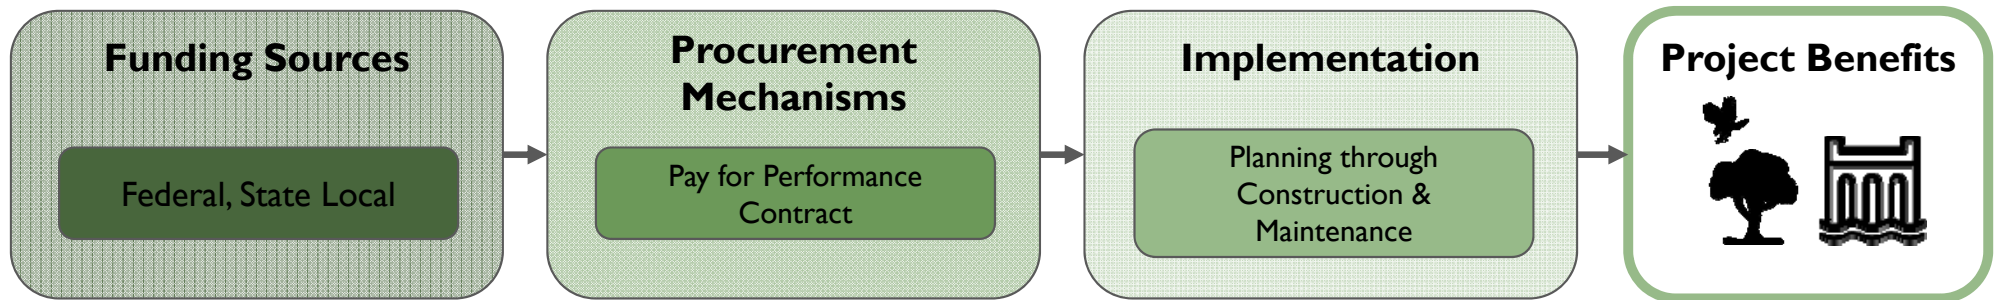 Funding Sources
Federal, State Local
Procurement
Mechanisms
Pay for Performance
Contract
Implementation
Planning through
Construction &
Maintenance
Project Benefits